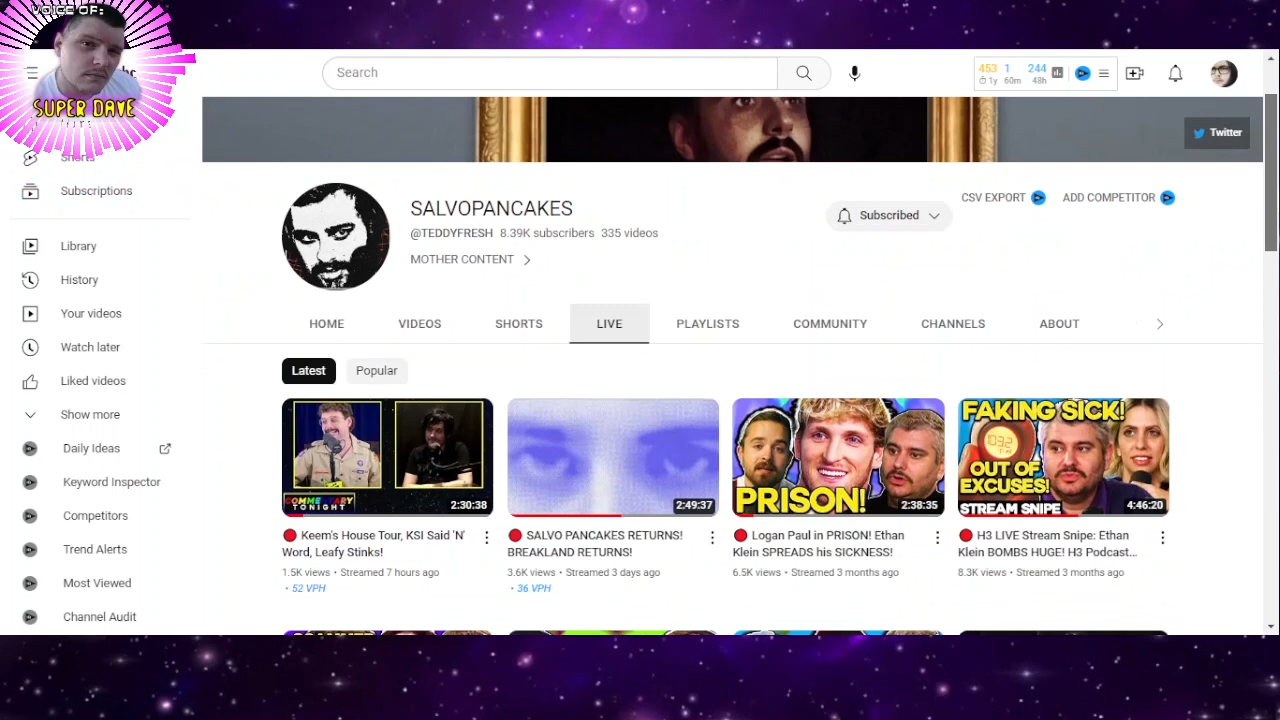 VOICE OF:
SUPER DAVE
Search
453 1 244
1y 60m 48h
Twitter
Shorts
Subscriptions
SALVOPANCAKES
@TEDDYFRESH 8.39K subscribers 335 videos
MOTHER CONTENT
Subscribed
CSV EXPORT
ADD COMPETITOR
Library
History
Your videos
Watch later
Liked videos
Show more
Daily Ideas
Keyword Inspector
Competitors
Trend Alerts
Most Viewed
Channel Audit
HOME VIDEOS SHORTS LIVE PLAYLISTS COMMUNITY CHANNELS ABOUT
Latest Popular
COMMENTARY
TONIGHT
2:30:38
Keem's House Tour, KSI Said 'N'
Word, Leafy Stinks!
1.5K views • Streamed 7 hours ago
• 52 VPH
2:49:37
SALVO PANCAKES RETURNS!
BREAKLAND RETURNS!
3.6K views • Streamed 3 days ago
• 36 VPH
PRISON!
2:38:35
Logan Paul in PRISON! Ethan
Klein SPREADS his SICKNESS!
6.5K views • Streamed 3 months ago
FAKING SICK!
OUT OF
EXCUSES!
STREAM SNIPE
4:46:20
H3 LIVE Stream Snipe: Ethan
Klein BOMBS HUGE! H3 Podcast...
8.3K views • Streamed 3 months ago